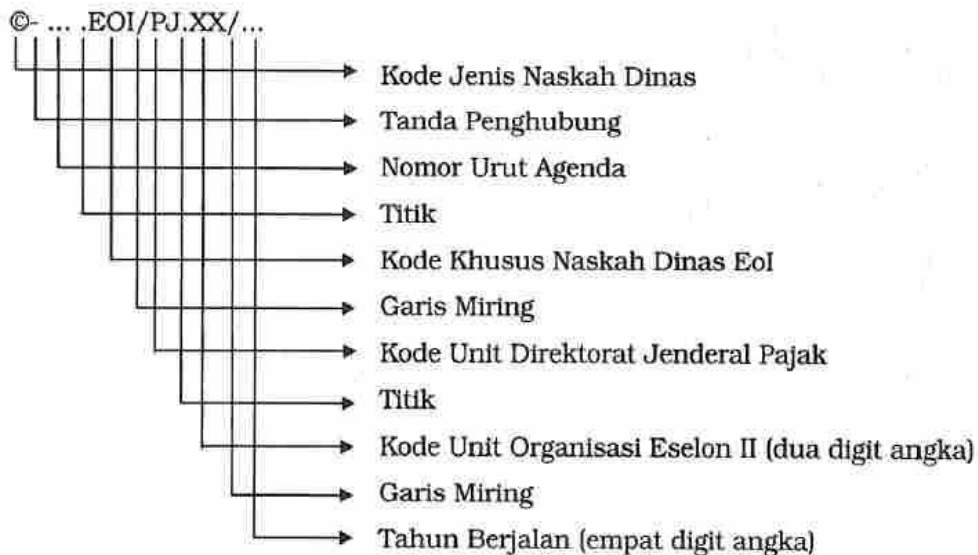 ©- ... .EOI/PJ.XX/...
Kode Jenis Naskah Dinas
Tanda Penghubung
Nomor Urut Agenda
Titik
Kode Khusus Naskah Dinas EoI
Garis Miring
Kode Unit Direktorat Jenderal Pajak
Titik
Kode Unit Organisasi Eselon II (dua digit angka)
Garis Miring
Tahun Berjalan (empat digit angka)